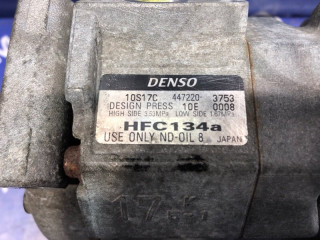 DENSO
10S17C 447220- 3753
DESIGN PRESS 10E 0008
HIGH SIDE 3.53MPa LOW SIDE 1.67MPa
HFC134a
USE ONLY ND-OIL 8 JAPAN